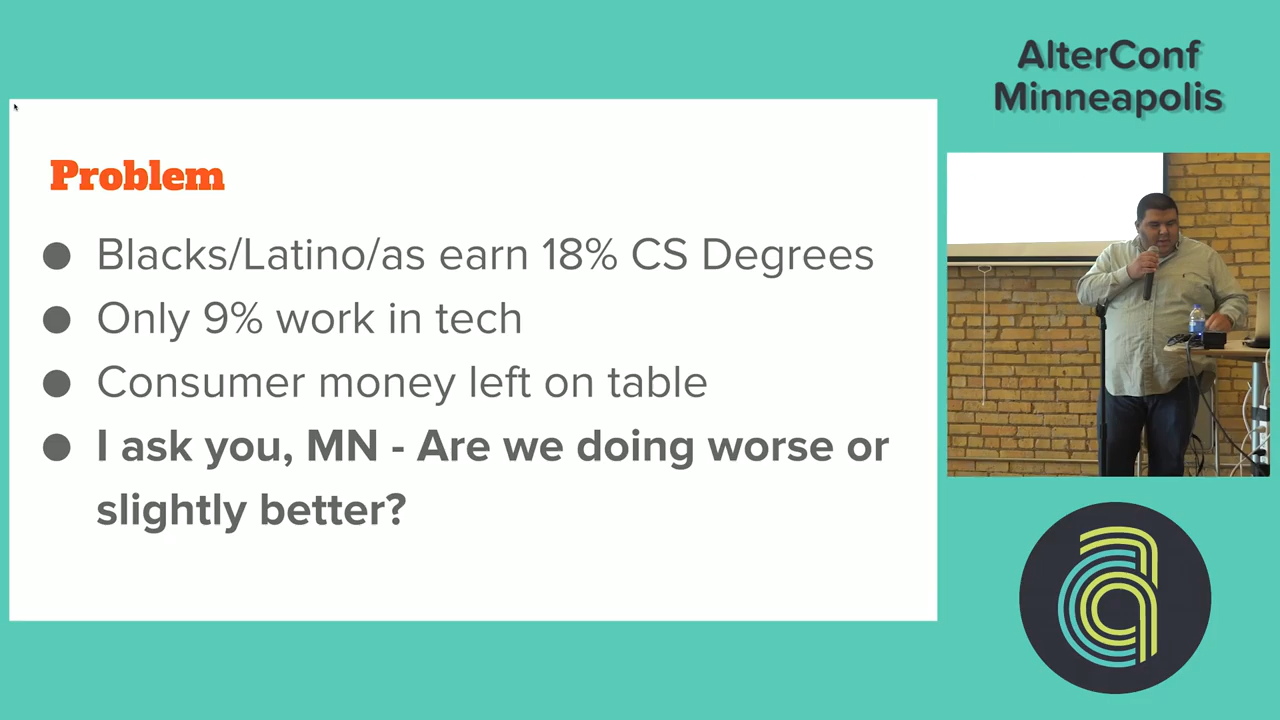 AlterConf
Minneapolis
Problem
● Blacks/Latino/as earn 18% CS Degrees
● Only 9% work in tech
● Consumer money left on table
● I ask you, MN - Are we doing worse or
slightly better?